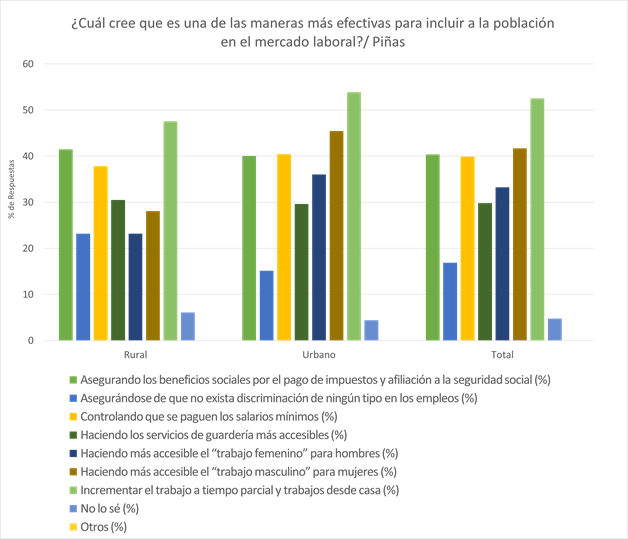 ¿Cuál cree que es una de las maneras más efectivas para incluir a la población
en el mercado laboral?/ Piñas
60
50
40
30
20
10
0
% de Respuestas
Rural
Urbano
Total
Asegurando los beneficios sociales por el pago de impuestos y afiliación a la seguridad social (%)
Asegurándose de que no exista discriminación de ningún tipo en los empleos (%)
Controlando que se paguen los salarios mínimos (%)
Haciendo los servicios de guardería más accesibles (%)
Haciendo más accesible el “trabajo femenino” para hombres (%)
Haciendo más accesible el “trabajo masculino” para mujeres (%)
Incrementar el trabajo a tiempo parcial y trabajos desde casa (%)
No lo sé (%)
Otros (%)